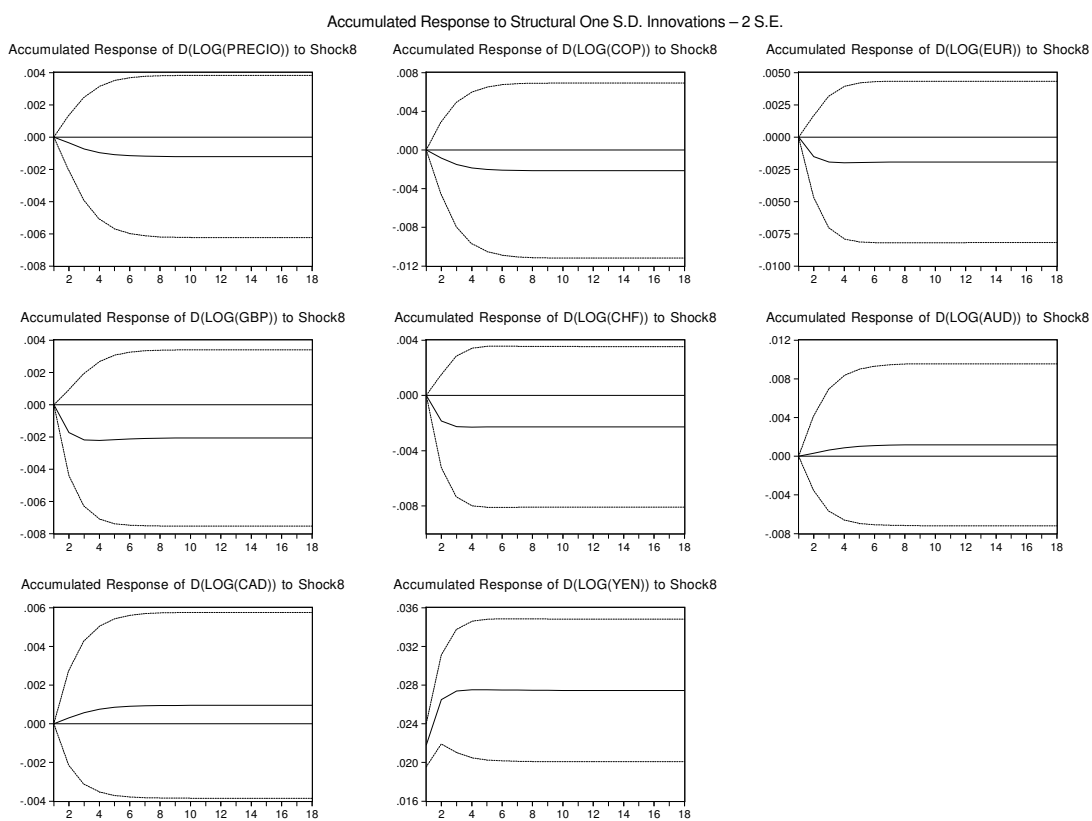 Accumulated Response to Structural One S.D. Innovations – 2 S.E.
Accumulated Response of D(LOG(PRECIO)) to Shock8
.004
.002
.000
-.002
-.004
-.006
-.008
2 4 6 8 10 12 14 16 18
Accumulated Response of D(LOG(COP)) to Shock8
.008
.004
.000
-.004
-.008
-.012
2 4 6 8 10 12 14 16 18
Accumulated Response of D(LOG(EUR)) to Shock8
.0050
.0025
.0000
-.0025
-.0050
-.0075
-.0100
2 4 6 8 10 12 14 16 18
Accumulated Response of D(LOG(GBP)) to Shock8
.004
.002
.000
-.002
-.004
-.006
-.008
2 4 6 8 10 12 14 16 18
Accumulated Response of D(LOG(CHF)) to Shock8
.004
.000
-.004
-.008
2 4 6 8 10 12 14 16 18
Accumulated Response of D(LOG(AUD)) to Shock8
.012
.008
.004
.000
-.004
-.008
2 4 6 8 10 12 14 16 18
Accumulated Response of D(LOG(CAD)) to Shock8
.006
.004
.002
.000
-.002
-.004
2 4 6 8 10 12 14 16 18
Accumulated Response of D(LOG(YEN)) to Shock8
.036
.032
.028
.024
.020
.016
2 4 6 8 10 12 14 16 18